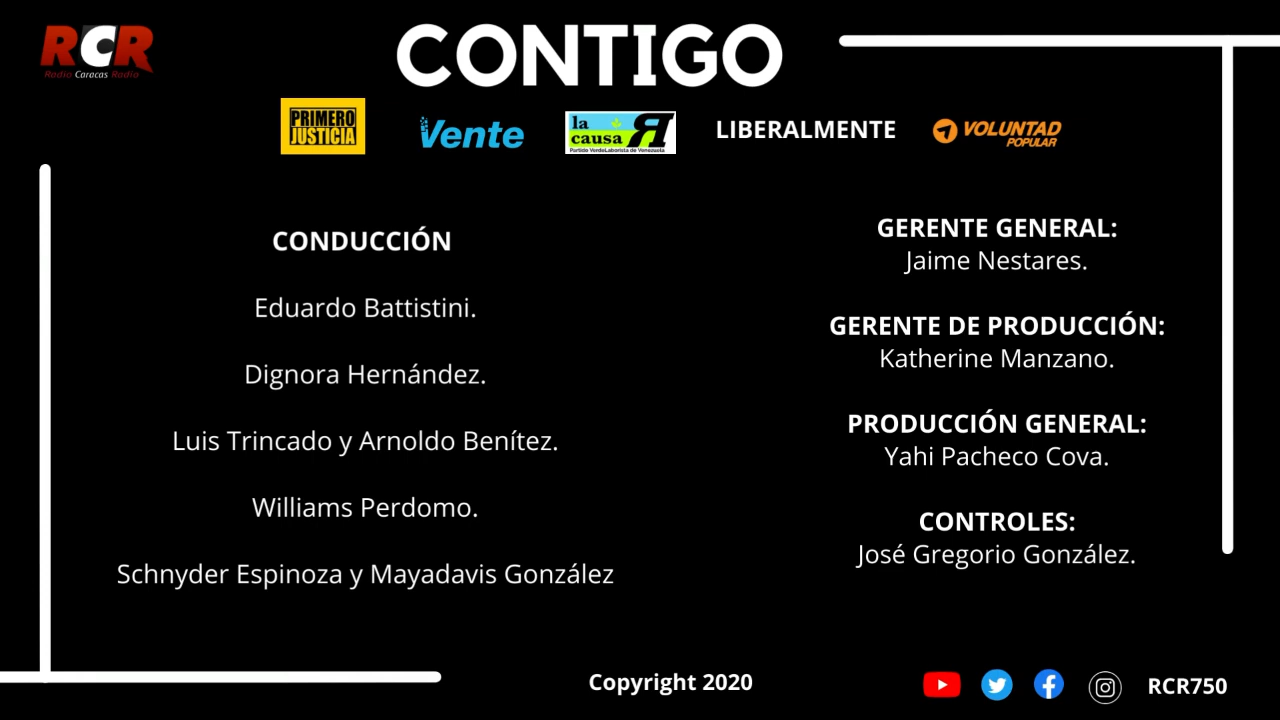 RCR
Radio Caracas Radio
CONTIGO
PRIMERO
JUSTICIA
Vente
la
causa R
Partido VerdeLaborista de Venezuela
LIBERALMENTE
VOLUNTAD
POPULAR
CONDUCCIÓN
Eduardo Battistini.
Dignora Hernández.
Luis Trincado y Arnoldo Benítez.
Williams Perdomo.
Schnyder Espinoza y Mayadavis González
GERENTE GENERAL:
Jaime Nestares.
GERENTE DE PRODUCCIÓN:
Katherine Manzano.
PRODUCCIÓN GENERAL:
Yahi Pacheco Cova.
CONTROLES:
José Gregorio González.
Copyright 2020
RCR750